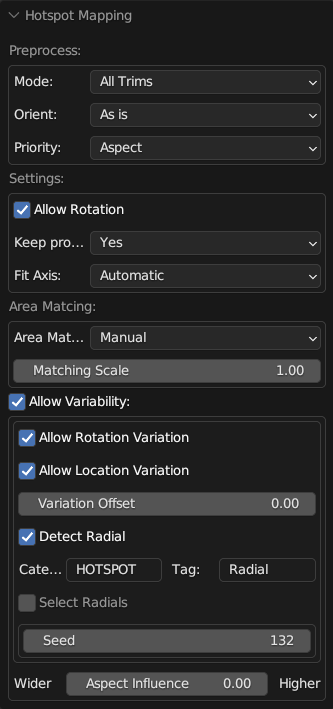 Hotspot Mapping
Preprocess:
Mode: All Trims
Orient: As is
Priority: Aspect
Settings:
Allow Rotation
Keep pro... Yes
Fit Axis: Automatic
Area Matcing:
Area Mat... Manual
Matching Scale 1.00
Allow Variability:
Allow Rotation Variation
Allow Location Variation
Variation Offset 0.00
Detect Radial
Cate... HOTSPOT Tag: Radial
Select Radials
Seed 132
Wider Aspect Influence 0.00 Higher